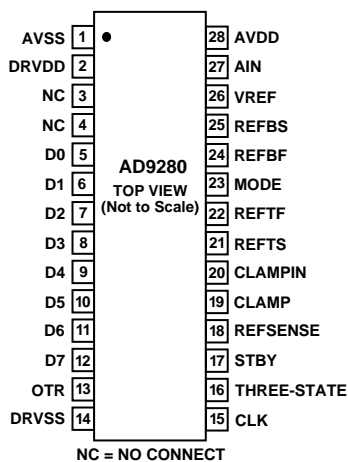 AVSS 1
DRVDD 2
NC 3
NC 4
D0 5
D1 6
D2 7
D3 8
D4 9
D5 10
D6 11
D7 12
OTR 13
DRVSS 14
AD9280
TOP VIEW
(Not to Scale)
28 AVDD
27 AIN
26 VREF
25 REFBS
24 REFBF
23 MODE
22 REFTF
21 REFTS
20 CLAMPIN
19 CLAMP
18 REFSENSE
17 STBY
16 THREE-STATE
15 CLK
NC = NO CONNECT